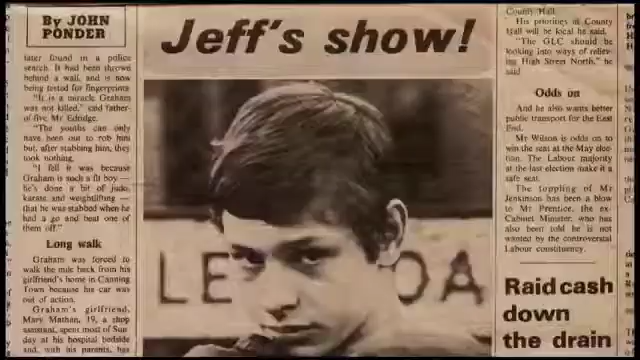 By JOHN
PONDER
later found in a police
search. It had been thrown
behind a wall, and is now
being tested for fingerprints.
"It is a miracle Graham
was not killed," said father-
of-five, Mr Edridge.
"The youths can only
have been out to rob him
but, after stabbing him, they
took nothing.
"I fell it was because
Graham is such a fit boy —
he's done a bit of judo,
karate and weightlifting —
that he was stabbed when he
had a go and beat one of
them off."
Long walk
Graham was forced to
walk the mile back from his
girlfriend's home in Canning
Town because his car was
out of action.
Graham's girlfriend,
Mary Mathan, 19, a shop
assistant, spent most of Sun-
day at his hospital bedside
and, with his parents, has
Jeff's show!
LE
OA
County Hall.
His priorities at County
Hall will be local he said.
"The GLC should be
looking into ways of reliev-
ing High Street North," he
said
Odds on
And he also wants better
public transport for the East
End.
Mr Wilson is odds on to
win the seat at the May elec-
tion. The Labour majority
at the last election make it a
safe seat.
The toppling of Mr
Jenkinson has been a blow
to Mr Prentice, the ex-
Cabinet Minister, who has
also been told he is not
wanted by the controversial
Labour constituency.
Raid cash
down
the drain